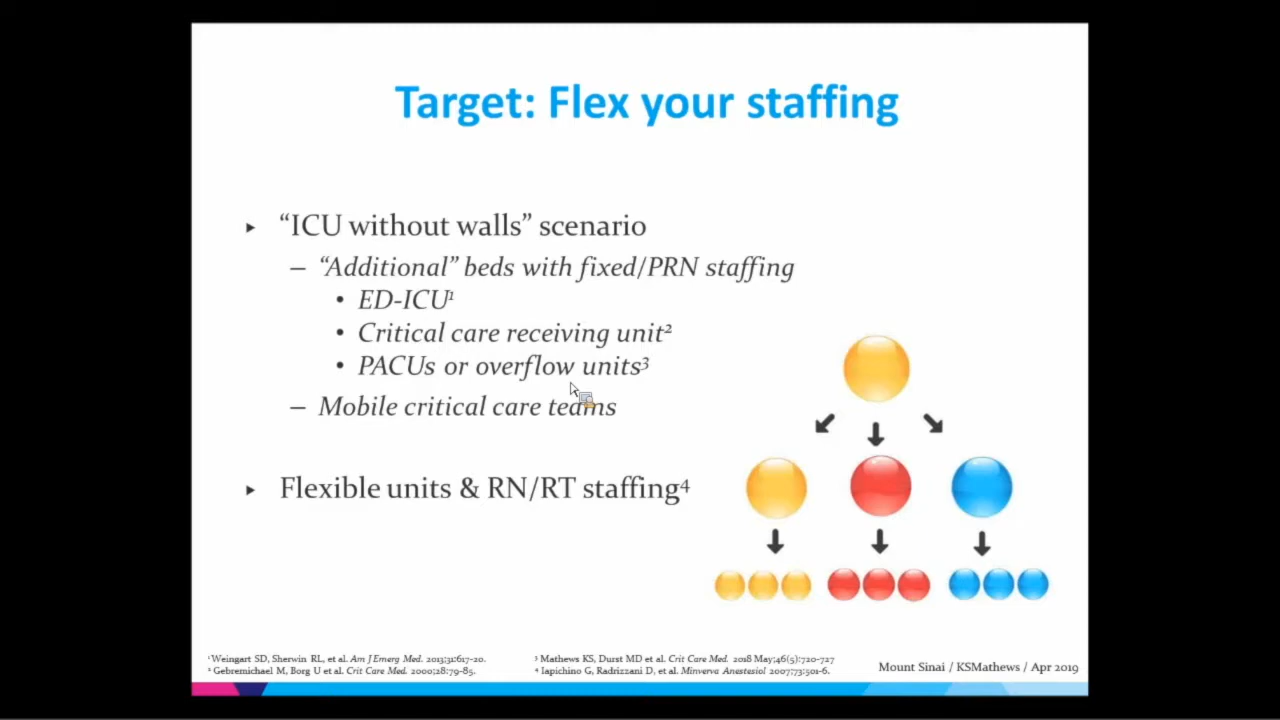 Target: Flex your staffing
▸ “ICU without walls” scenario
– “Additional” beds with fixed/PRN staffing
• ED-ICU¹
• Critical care receiving unit²
• PACUs or overflow units³
– Mobile critical care teams
▸ Flexible units & RN/RT staffing⁴
¹ Weingart SD, Sherwin RL, et al. Am J Emerg Med. 2013;31:617-20.
² Gebremichael M, Borg U et al. Crit Care Med. 2000;28:79-85.
³ Mathews KS, Durst MD et al. Crit Care Med. 2018 May;46(5):720-727
⁴ Iapichino G, Radrizzani D, et al. Minverva Anestesiol 2007;73:501-6.
Mount Sinai / KSMathews / Apr 2019